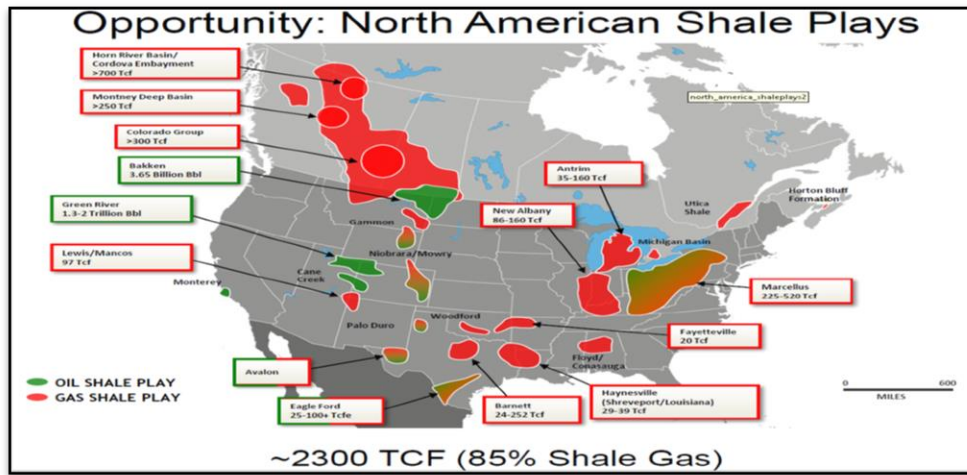 Opportunity: North American Shale Plays
Horn River Basin/
Cordova Embayment
>700 Tcf
Montney Deep Basin
>250 Tcf
Colorado Group
>300 Tcf
Bakken
3.65 Billion Bbl
Green River
1.3-2 Trillion Bbl
Lewis/Mancos
97 Tcf
Monterey
Cane
Creek
Gammon
Niobrara/Mowry
Palo Duro
Woodford
north_america_shaleplays2
Antrim
35-160 Tcf
New Albany
86-160 Tcf
Utica
Shale
Horton Bluff
Formation
Michigan Basin
Marcellus
225-520 Tcf
Fayetteville
20 Tcf
Floyd/
Conasauga
Avalon
Eagle Ford
25-100+ Tcfe
Barnett
24-252 Tcf
Haynesville
(Shreveport/Louisiana)
29-39 Tcf
OIL SHALE PLAY
GAS SHALE PLAY
0
600
MILES
~2300 TCF (85% Shale Gas)